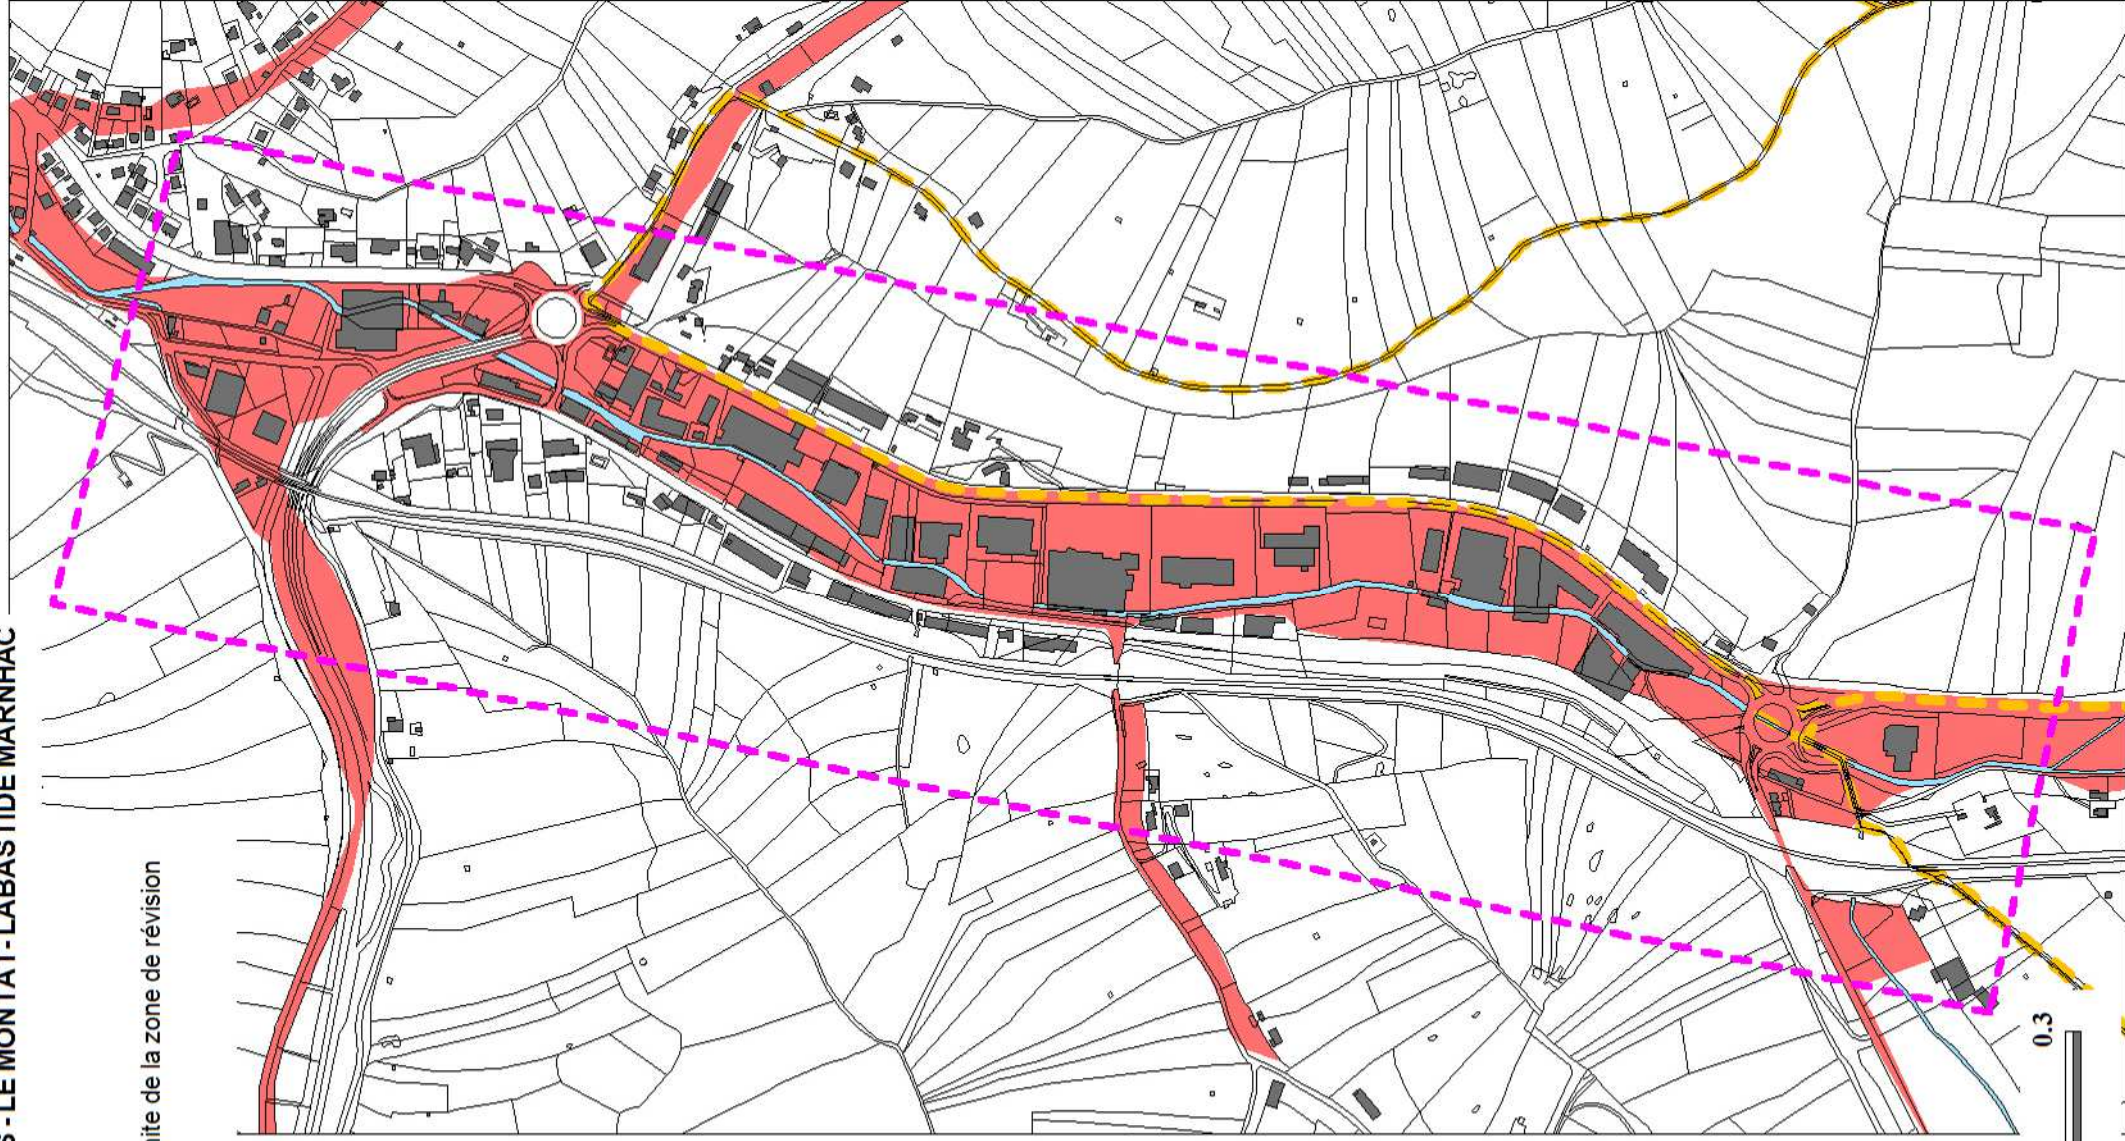 - LE MONTAT - LABASTIDE MARNHAC
ite de la zone de révision
0.3